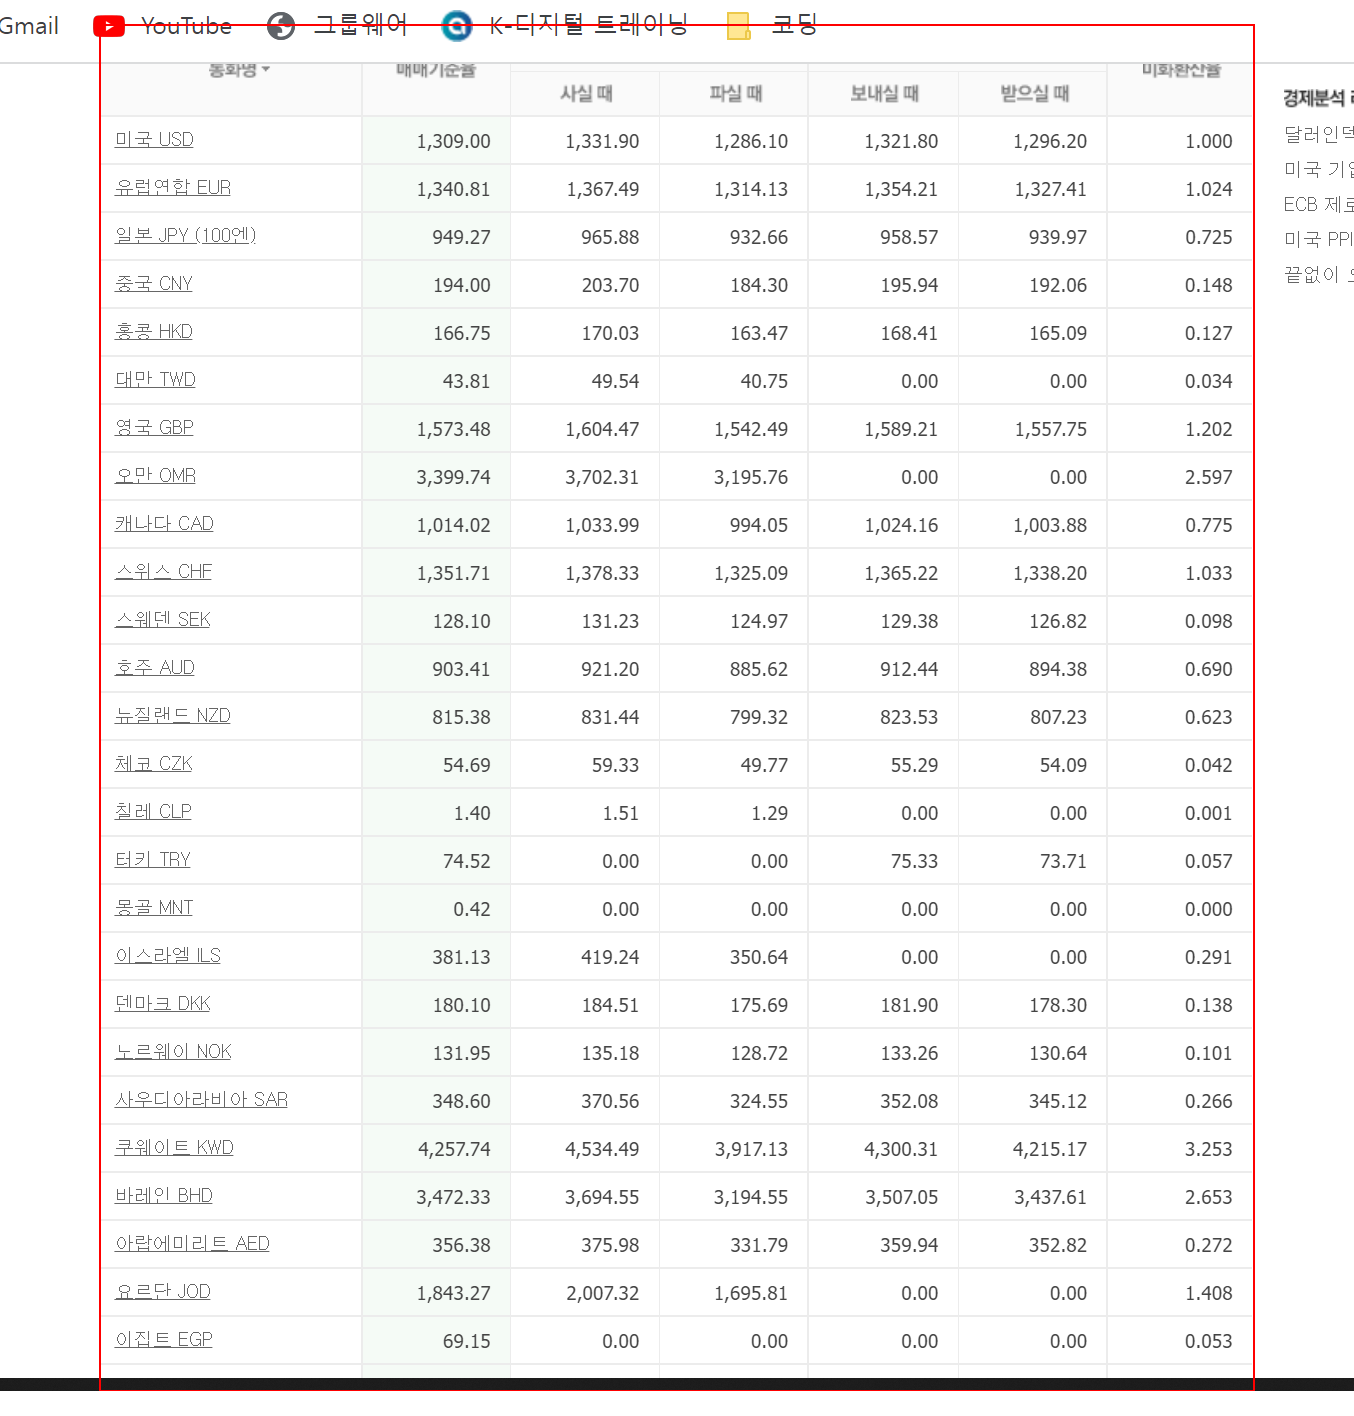 Gmail YouTube 그룹웨어 K-디지털 트레이닝 코딩
통화명 매매기준율 미화환산율
사실 때 파실 때 보내실 때 받으실 때
미국 USD 1,309.00 1,331.90 1,286.10 1,321.80 1,296.20 1.000
유럽연합 EUR 1,340.81 1,367.49 1,314.13 1,354.21 1,327.41 1.024
일본 JPY (100엔) 949.27 965.88 932.66 958.57 939.97 0.725
중국 CNY 194.00 203.70 184.30 195.94 192.06 0.148
홍콩 HKD 166.75 170.03 163.47 168.41 165.09 0.127
대만 TWD 43.81 49.54 40.75 0.00 0.00 0.034
영국 GBP 1,573.48 1,604.47 1,542.49 1,589.21 1,557.75 1.202
오만 OMR 3,399.74 3,702.31 3,195.76 0.00 0.00 2.597
캐나다 CAD 1,014.02 1,033.99 994.05 1,024.16 1,003.88 0.775
스위스 CHF 1,351.71 1,378.33 1,325.09 1,365.22 1,338.20 1.033
스웨덴 SEK 128.10 131.23 124.97 129.38 126.82 0.098
호주 AUD 903.41 921.20 885.62 912.44 894.38 0.690
뉴질랜드 NZD 815.38 831.44 799.32 823.53 807.23 0.623
체코 CZK 54.69 59.33 49.77 55.29 54.09 0.042
칠레 CLP 1.40 1.51 1.29 0.00 0.00 0.001
터키 TRY 74.52 0.00 0.00 75.33 73.71 0.057
몽골 MNT 0.42 0.00 0.00 0.00 0.00 0.000
이스라엘 ILS 381.13 419.24 350.64 0.00 0.00 0.291
덴마크 DKK 180.10 184.51 175.69 181.90 178.30 0.138
노르웨이 NOK 131.95 135.18 128.72 133.26 130.64 0.101
사우디아라비아 SAR 348.60 370.56 324.55 352.08 345.12 0.266
쿠웨이트 KWD 4,257.74 4,534.49 3,917.13 4,300.31 4,215.17 3.253
바레인 BHD 3,472.33 3,694.55 3,194.55 3,507.05 3,437.61 2.653
아랍에미리트 AED 356.38 375.98 331.79 359.94 352.82 0.272
요르단 JOD 1,843.27 2,007.32 1,695.81 0.00 0.00 1.408
이집트 EGP 69.15 0.00 0.00 0.00 0.00 0.053
경제분석
달러인덱
미국
ECB 제로
미국 PPI
끝없이